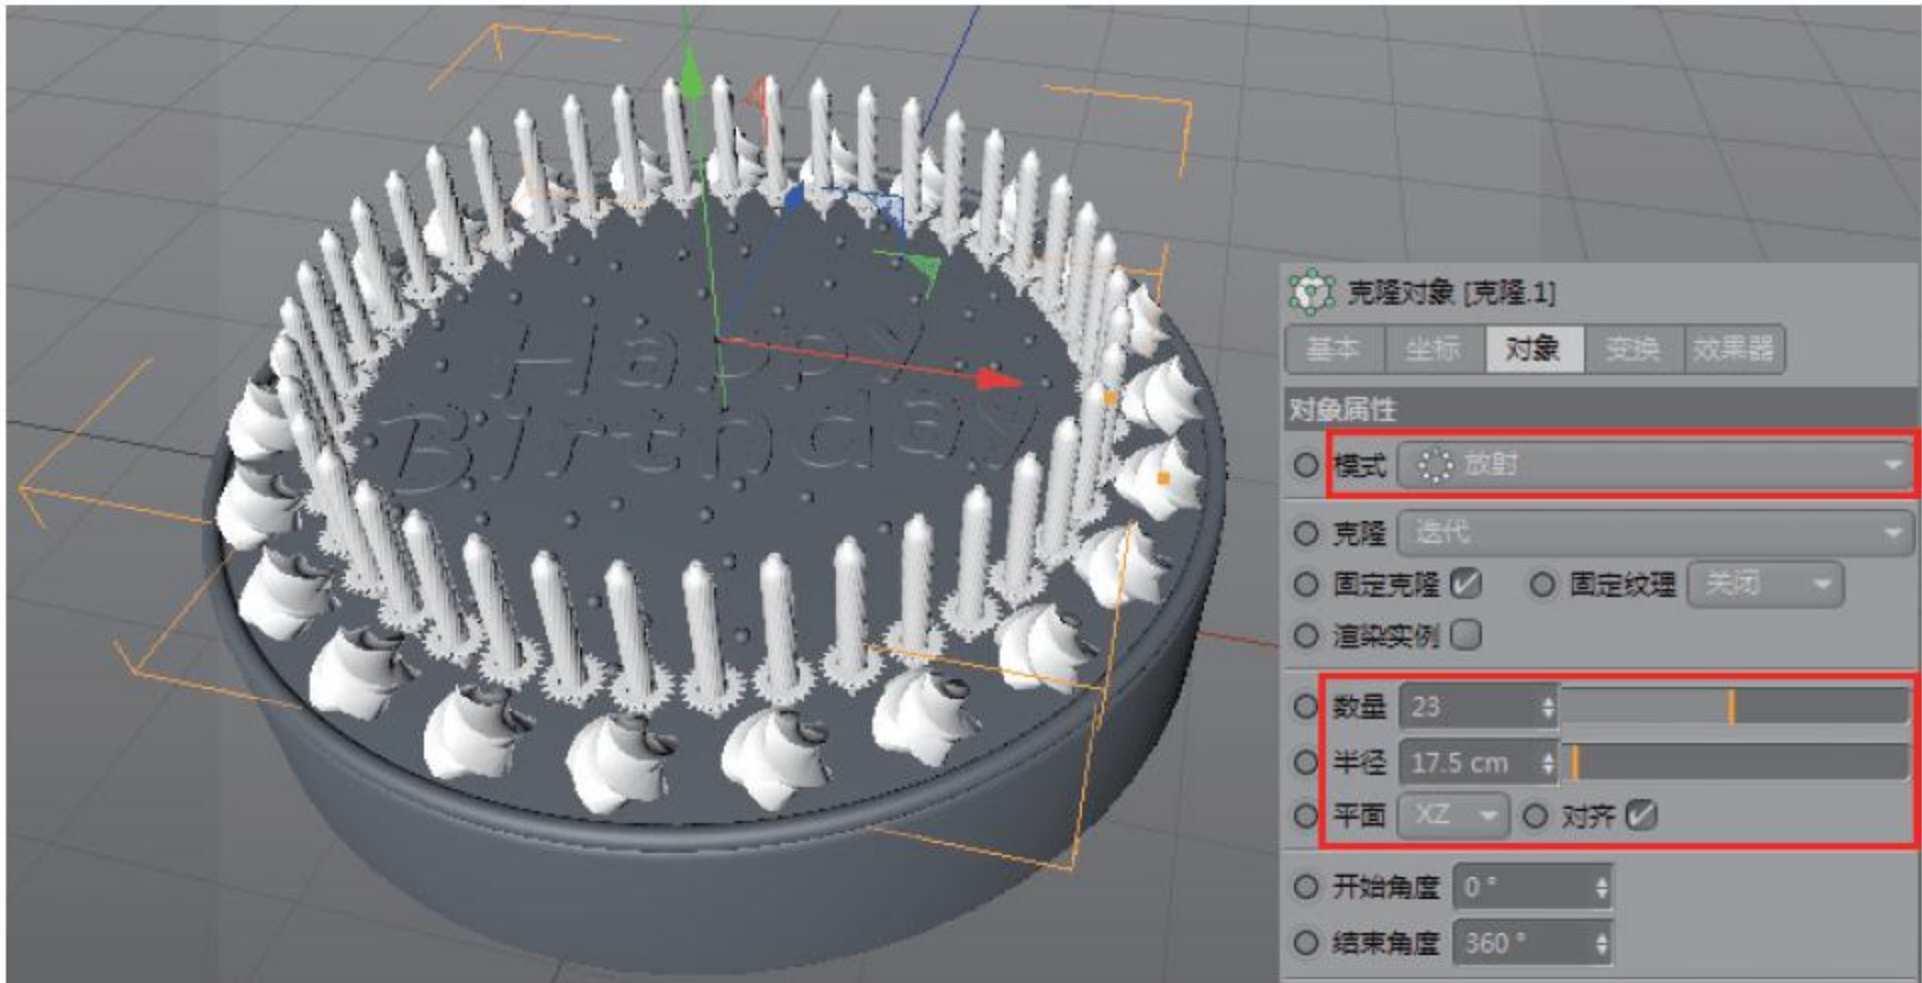 Happy
Birthday
克隆对象 [克隆.1]
基本 坐标 对象 变换 效果器
对象属性
模式 放射
克隆 迭代
固定克隆 固定纹理 关闭
渲染实例
数量 23
半径 17.5 cm
平面 XZ 对齐
开始角度 0°
结束角度 360°